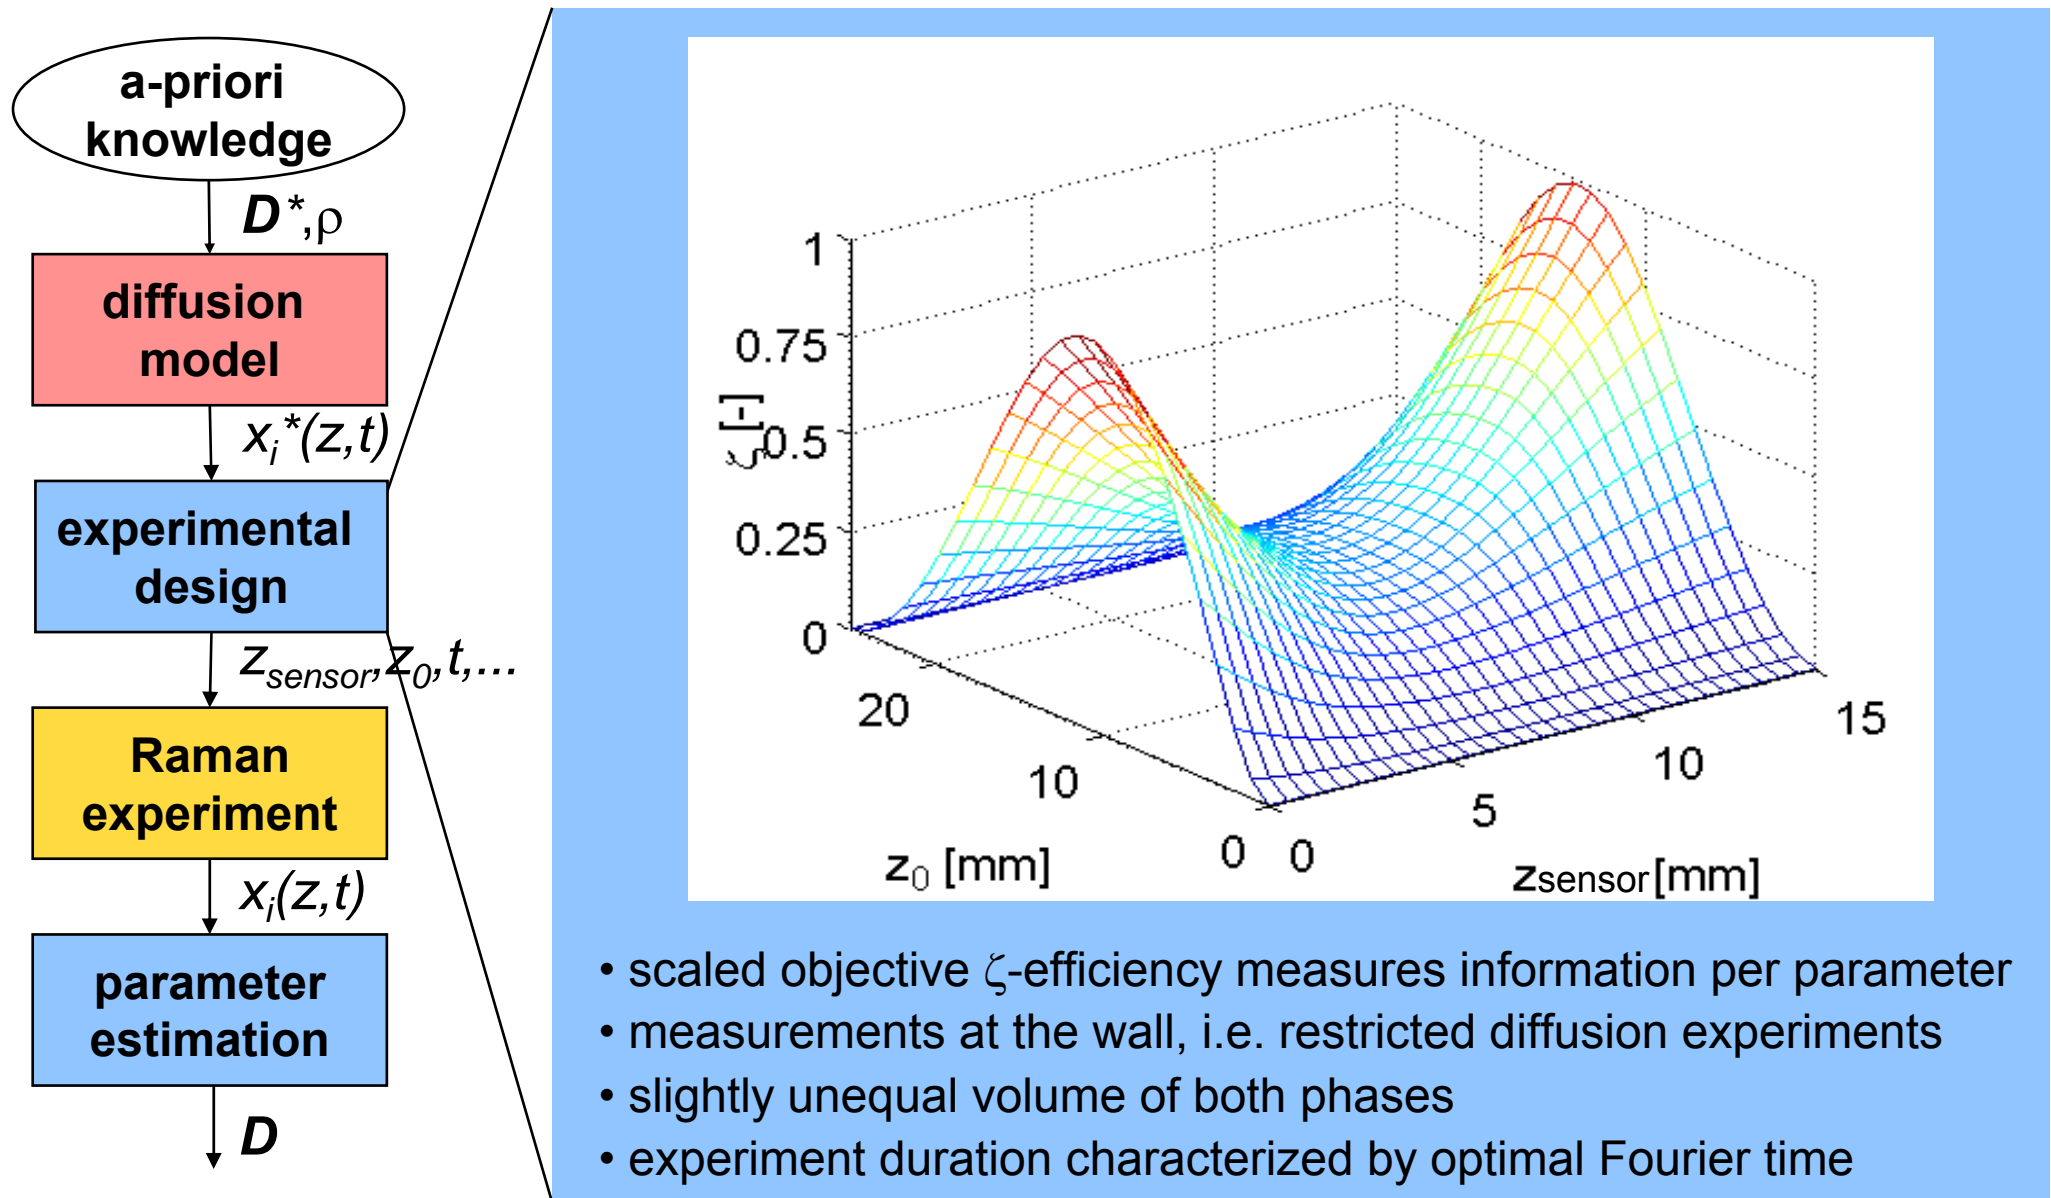 a-priori
knowledge
D*,ρ
diffusion
model
xi*(z,t)
experimental
design
zsensor,z0,t,...
Raman
experiment
xi(z,t)
parameter
estimation
D
1
0.75
0.5
0.25
0
ζ [-]
20
10
0
z0 [mm]
0
5
10
15
zsensor[mm]
• scaled objective ζ-efficiency measures information per parameter
• measurements at the wall, i.e. restricted diffusion experiments
• slightly unequal volume of both phases
• experiment duration characterized by optimal Fourier time